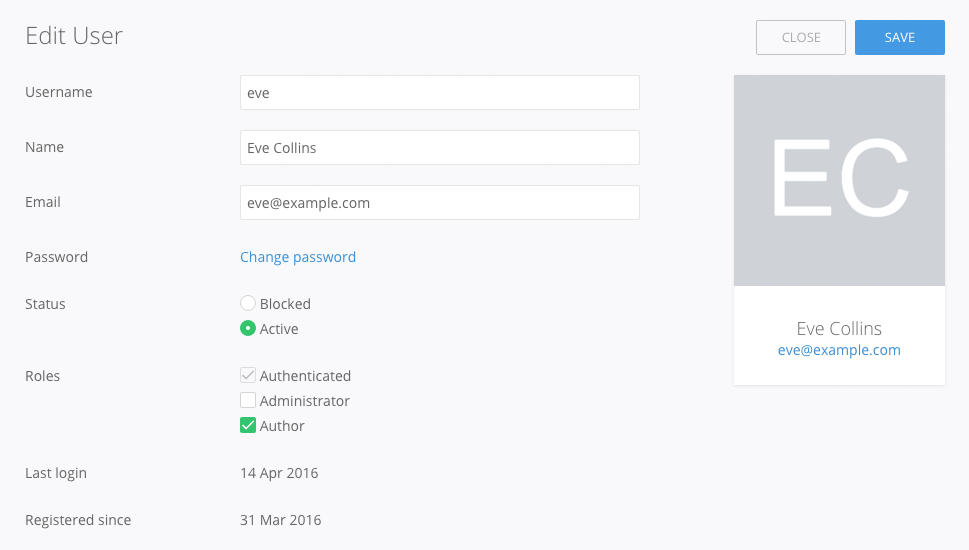 Edit User
CLOSE
SAVE
Username
eve
Name
Eve Collins
Email
eve@example.com
Password
Change password
Status
Blocked
Active
Roles
Authenticated
Administrator
Author
Last login
14 Apr 2016
Registered since
31 Mar 2016
EC
Eve Collins
eve@example.com